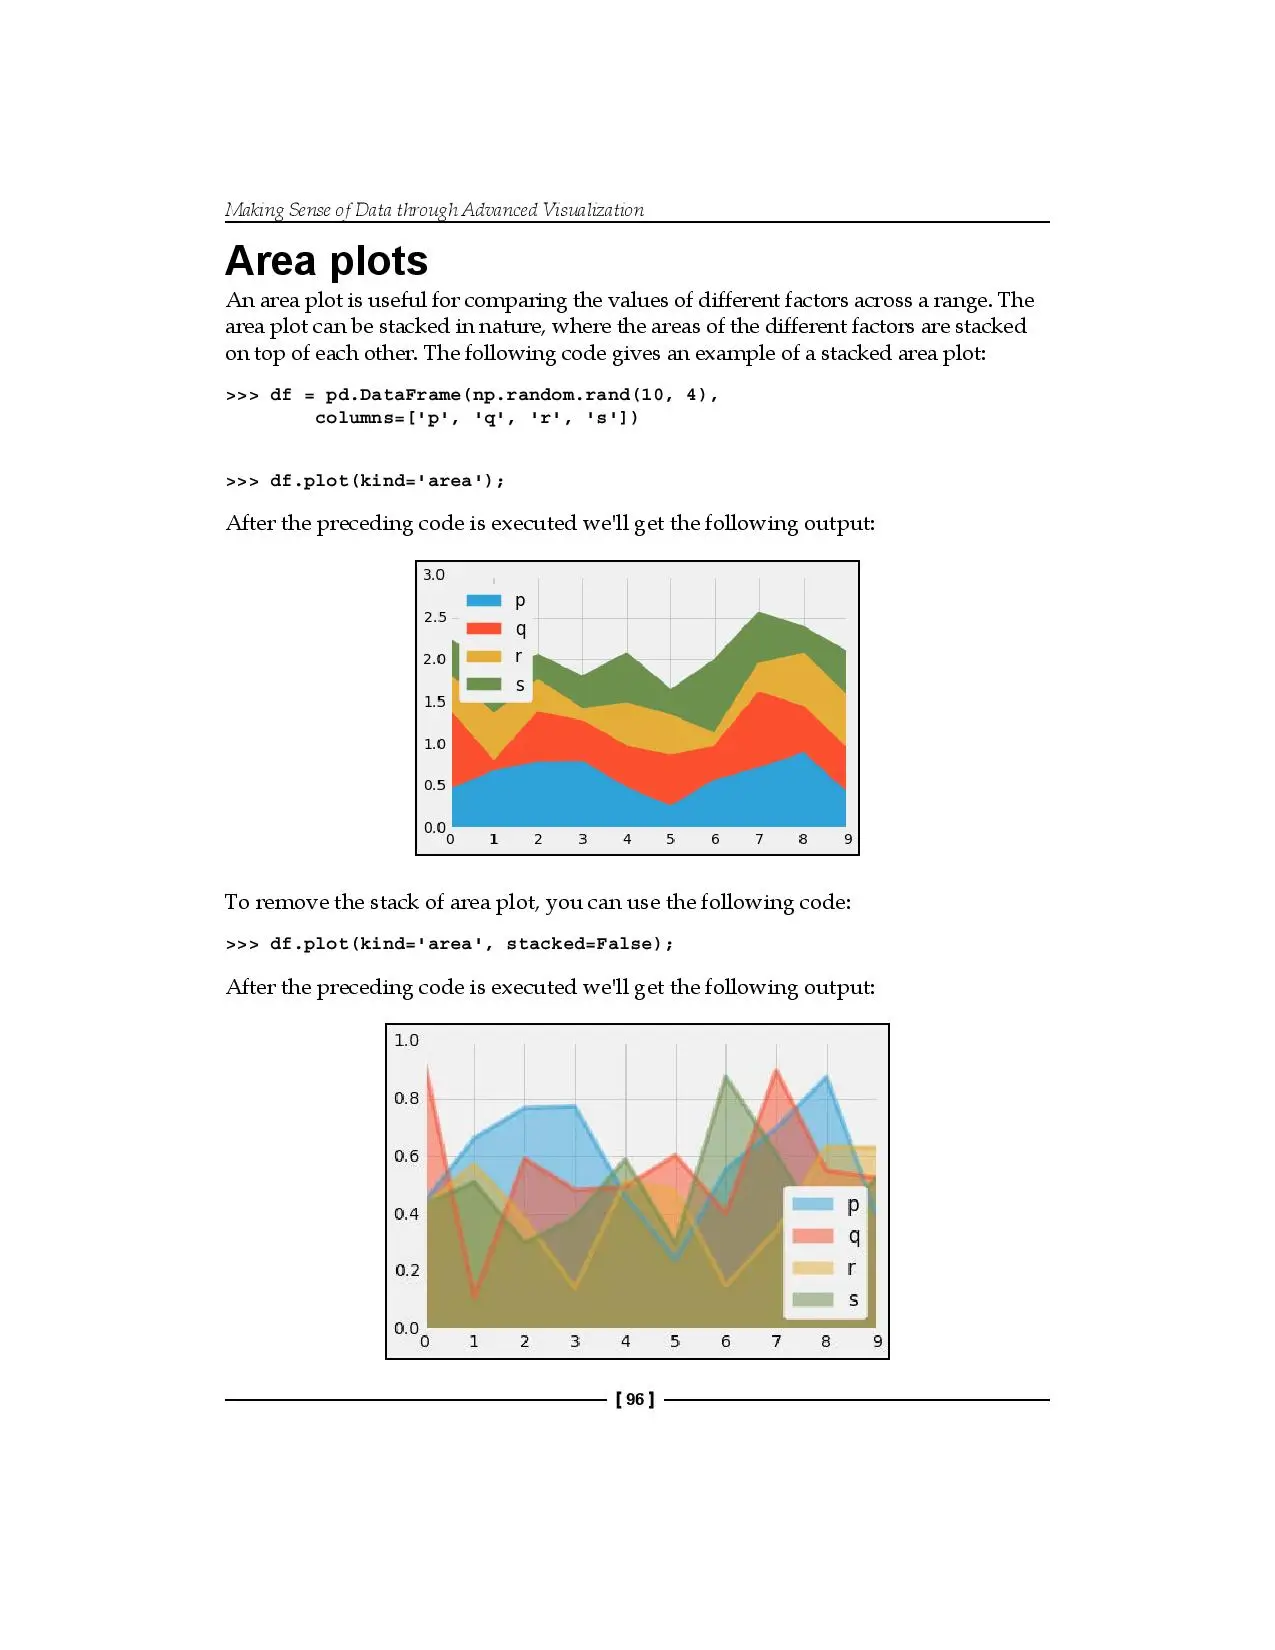 Making Sense of Data through Advanced Visualization
Area plots
An area plot is useful for comparing the values of different factors across a range. The
area plot can be stacked in nature, where the areas of the different factors are stacked
on top of each other. The following code gives an example of a stacked area plot:
>>> df = pd.DataFrame(np.random.rand(10, 4),
columns=['p', 'q', 'r', 's'])
>>> df.plot(kind='area');
After the preceding code is executed we'll get the following output:
3.0
p
2.5
q
2.0
r
s
1.5
1.0
0.5
0.0
0 1 2 3 4 5 6 7 8 9
To remove the stack of area plot, you can use the following code:
>>> df.plot(kind='area', stacked=False);
After the preceding code is executed we'll get the following output:
1.0
0.8
0.6
p
0.4
q
0.2
r
s
0.0
0 1 2 3 4 5 6 7 8 9
[ 96 ]